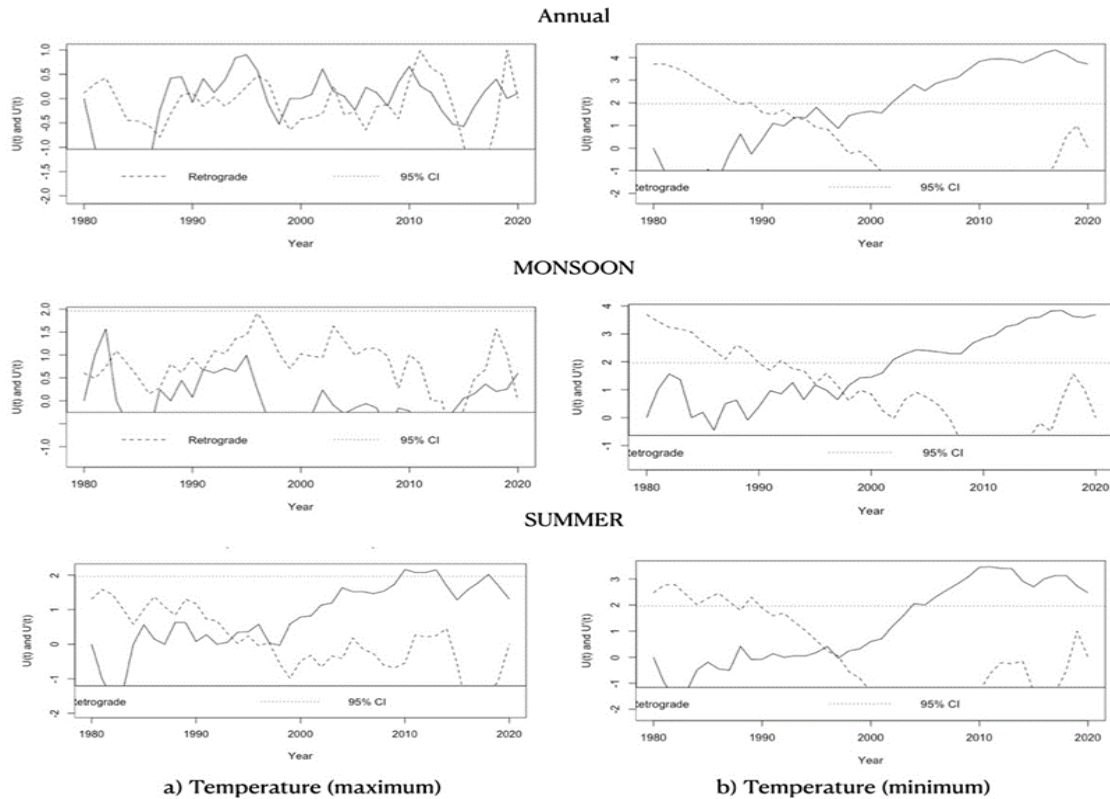 Annual
U(t) and U'(t)
1.0
0.5
0.0
-0.5
-1.0
-1.5
-2.0
Retrograde
95% CI
1980
1990
2000
2010
2020
Year
U(t) and U'(t)
4
3
2
1
0
-1
-2
etrograde
95% CI
1980
1990
2000
2010
2020
Year
MONSOON
U(t) and U'(t)
2.0
1.5
1.0
0.5
0.0
-1.0
Retrograde
95% CI
1980
1990
2000
2010
2020
Year
U(t) and U'(t)
4
3
2
1
0
-1
etrograde
95% CI
1980
1990
2000
2010
2020
Year
SUMMER
U(t) and U'(t)
2
1
0
-1
-2
etrograde
95% CI
1980
1990
2000
2010
2020
Year
U(t) and U'(t)
3
2
1
0
-1
-2
etrograde
95% CI
1980
1990
2000
2010
2020
Year
a) Temperature (maximum)
b) Temperature (minimum)